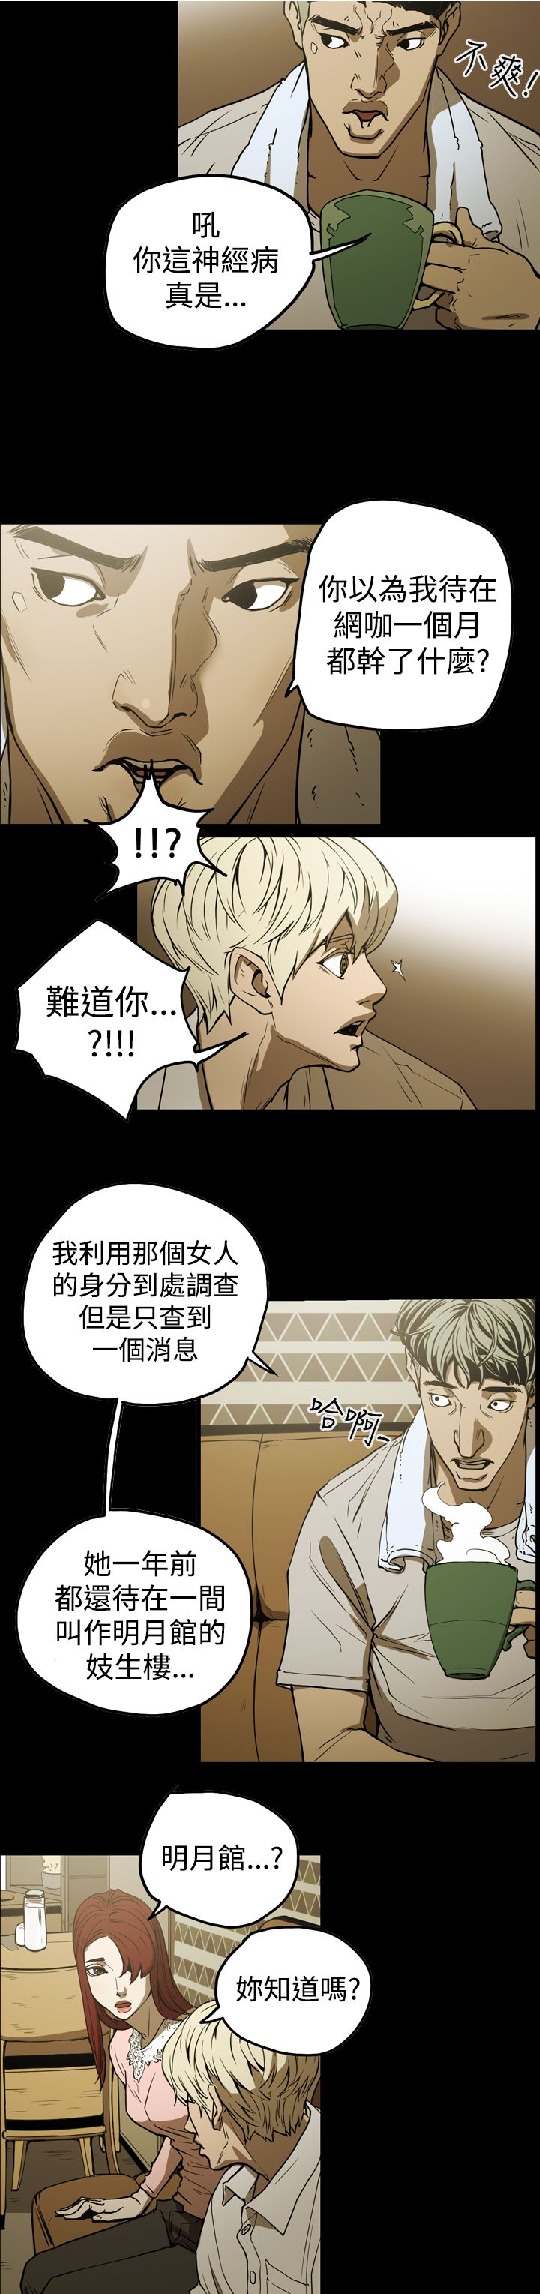 不爽!
吼
你這神經病
真是...
你以為我待在
網咖一個月
都幹了什麼?
!!?
難道你...
?!!!
我利用那個女人
的身分到處調查
但是只查到
一個消息
哈啊~
她一年前
都還待在一間
叫作明月館的
妓生樓...
明月館...?
妳知道嗎?